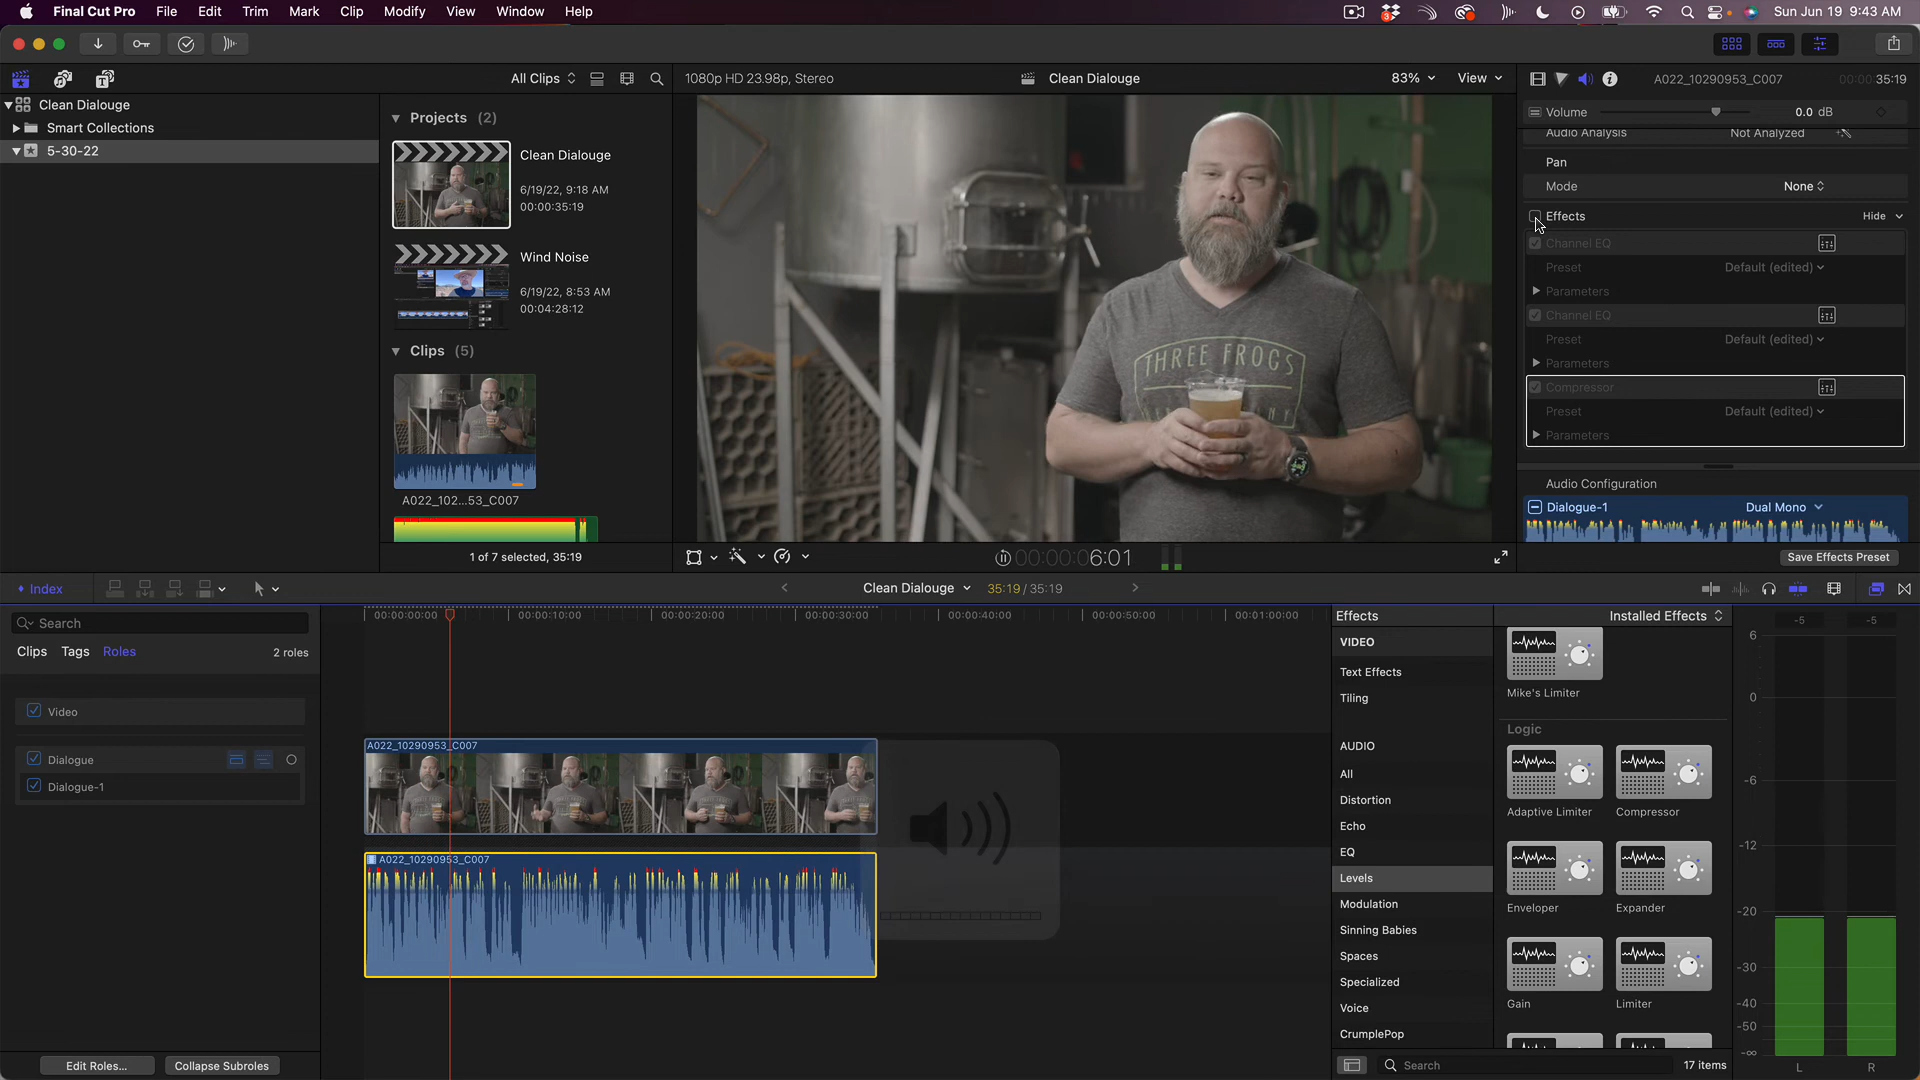 Final Cut Pro File Edit Trim Mark Clip Modify View Window Help
Sun Jun 19 9:43 AM
All Clips
1080p HD 23.98p, Stereo
Clean Dialouge
83%
View
A022_10290953_C007
00:00:35:19
Clean Dialouge
Smart Collections
5-30-22
Projects (2)
Clean Dialouge
6/19/22, 9:18 AM
00:00:35:19
Wind Noise
6/19/22, 8:53 AM
00:04:28:12
Clips (5)
A022_102...53_C007
1 of 7 selected, 35:19
THREE FROGS
00:00:06:01
Volume 0.0 dB
Audio Analysis Not Analyzed
Pan
Mode None
Effects Hide
Channel EQ
Preset Default (edited)
Parameters
Channel EQ
Preset Default (edited)
Parameters
Compressor
Preset Default (edited)
Parameters
Audio Configuration
Dialogue-1 Dual Mono
Save Effects Preset
Index
Clean Dialouge
35:19 / 35:19
Search
Clips Tags Roles 2 roles
Video
Dialogue
Dialogue-1
Edit Roles...
Collapse Subroles
00:00:00:00 00:00:10:00 00:00:20:00 00:00:30:00 00:00:40:00 00:00:50:00 00:01:00:00
A022_10290953_C007
A022_10290953_C007
Effects
VIDEO
Text Effects
Tiling
AUDIO
All
Distortion
Echo
EQ
Levels
Modulation
Sinning Babies
Spaces
Specialized
Voice
CrumplePop
Installed Effects
Mike's Limiter
Logic
Adaptive Limiter
Compressor
Enveloper
Expander
Gain
Limiter
Search
17 items
-5 -5
6
0
-6
-12
-20
-30
-40
-50
-∞
L R